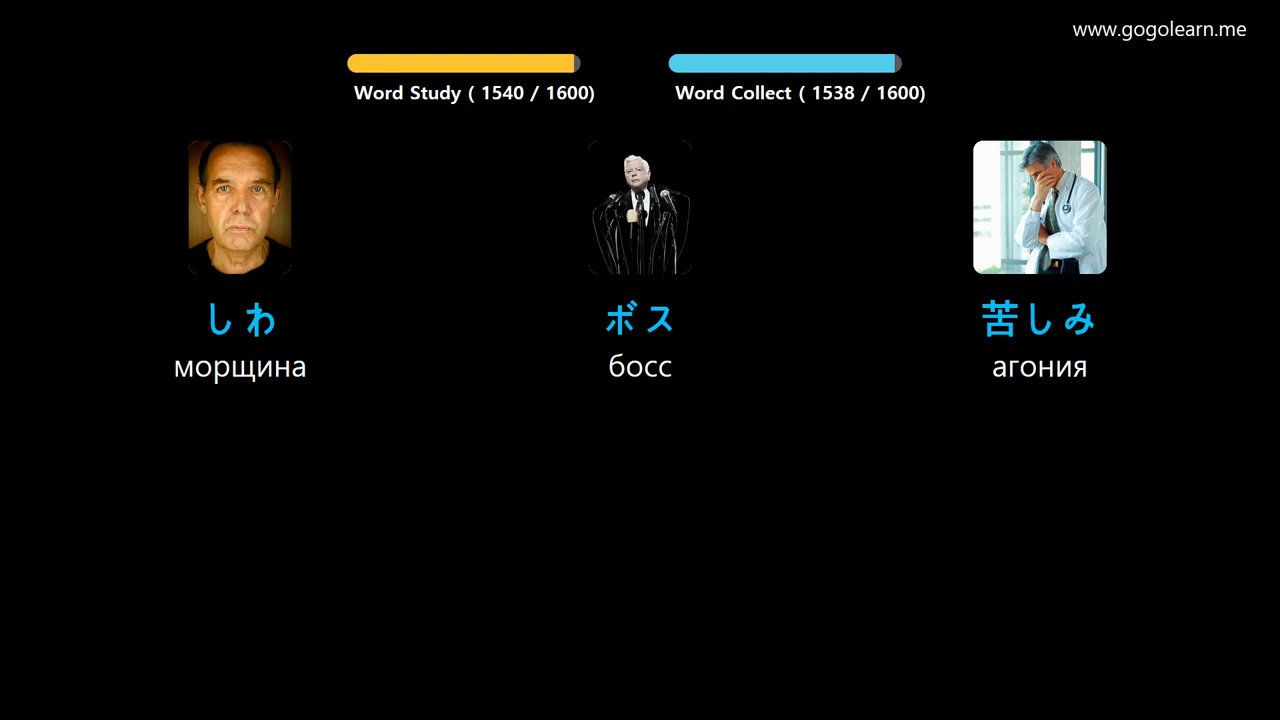 www.gogolearn.me
Word Study ( 1540 / 1600)
Word Collect ( 1538 / 1600)
しわ
морщина
ボス
босс
苦しみ
агония